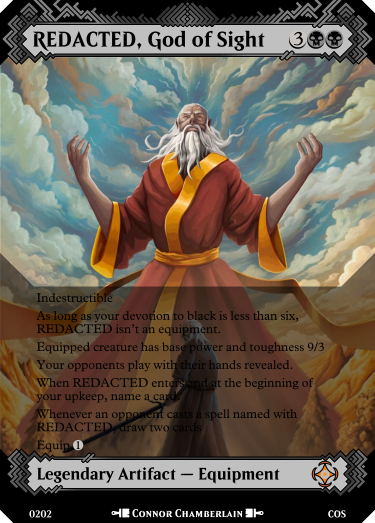 REDACTED, God of Sight 3
Indestructible
As long as your devotion to black is less than six,
REDACTED isn't an equipment.
Equipped creature has base power and toughness 9/3
Your opponents play with their hands revealed.
When REDACTED enters and at the beginning of
your upkeep, name a card.
Whenever an opponent casts a spell named with
REDACTED, draw two cards
Equip 1
Legendary Artifact — Equipment
0202 Connor Chamberlain COS